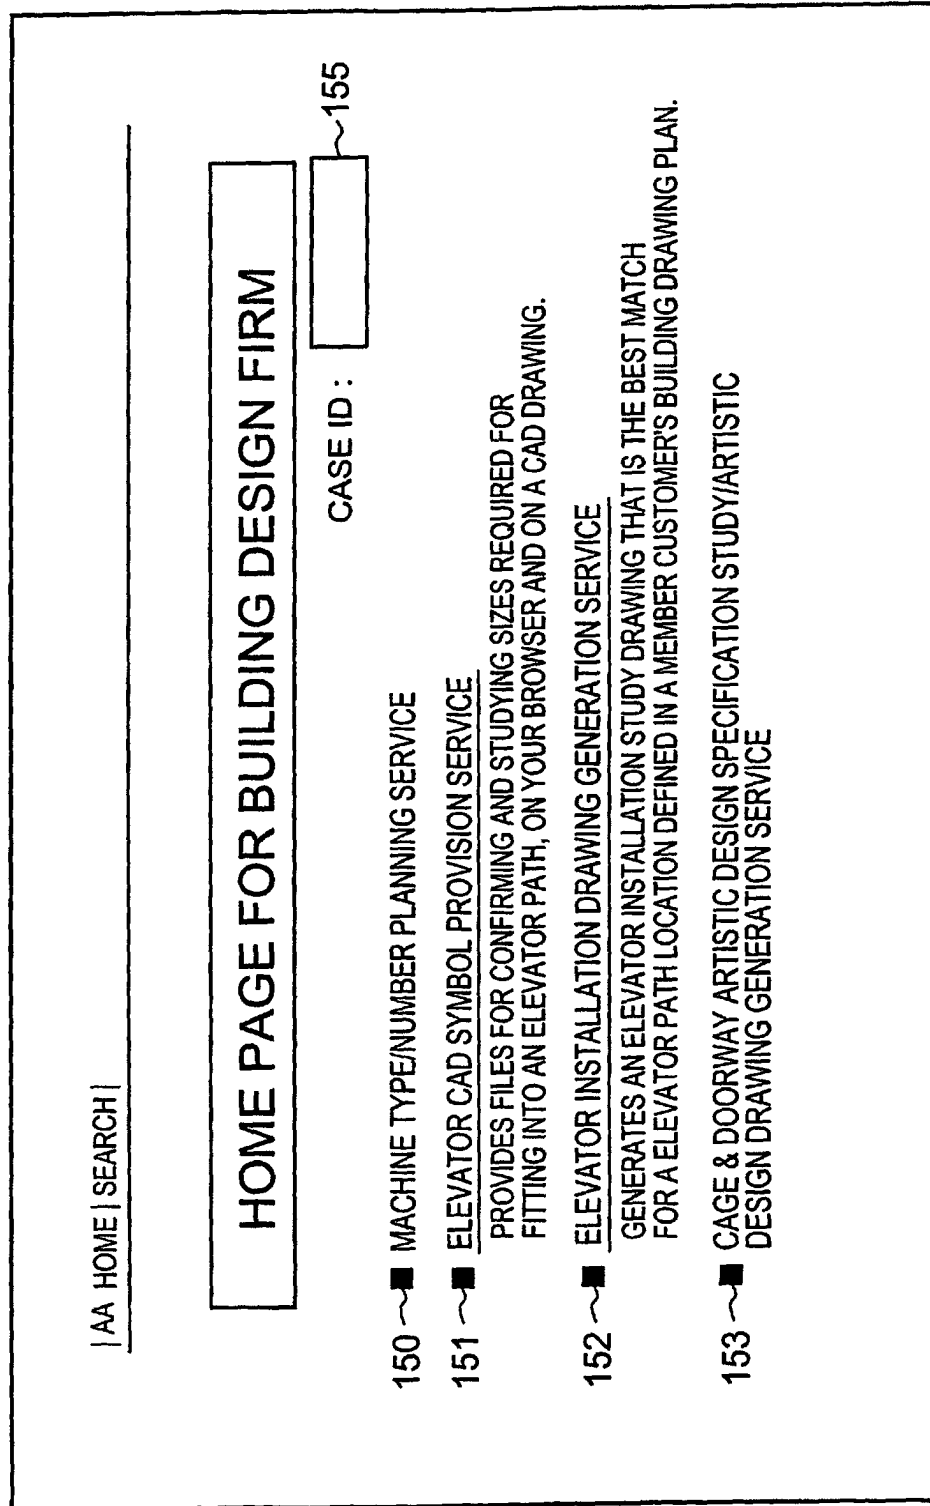 | AA HOME | SEARCH |
HOME PAGE FOR BUILDING DESIGN FIRM
CASE ID :
155
150 ■ MACHINE TYPE/NUMBER PLANNING SERVICE
151 ■ ELEVATOR CAD SYMBOL PROVISION SERVICE
PROVIDES FILES FOR CONFIRMING AND STUDYING SIZES REQUIRED FOR
FITTING INTO AN ELEVATOR PATH, ON YOUR BROWSER AND ON A CAD DRAWING.
152 ■ ELEVATOR INSTALLATION DRAWING GENERATION SERVICE
GENERATES AN ELEVATOR INSTALLATION STUDY DRAWING THAT IS THE BEST MATCH
FOR A ELEVATOR PATH LOCATION DEFINED IN A MEMBER CUSTOMER'S BUILDING DRAWING PLAN.
153 ■ CAGE & DOORWAY ARTISTIC DESIGN SPECIFICATION STUDY/ARTISTIC
DESIGN DRAWING GENERATION SERVICE